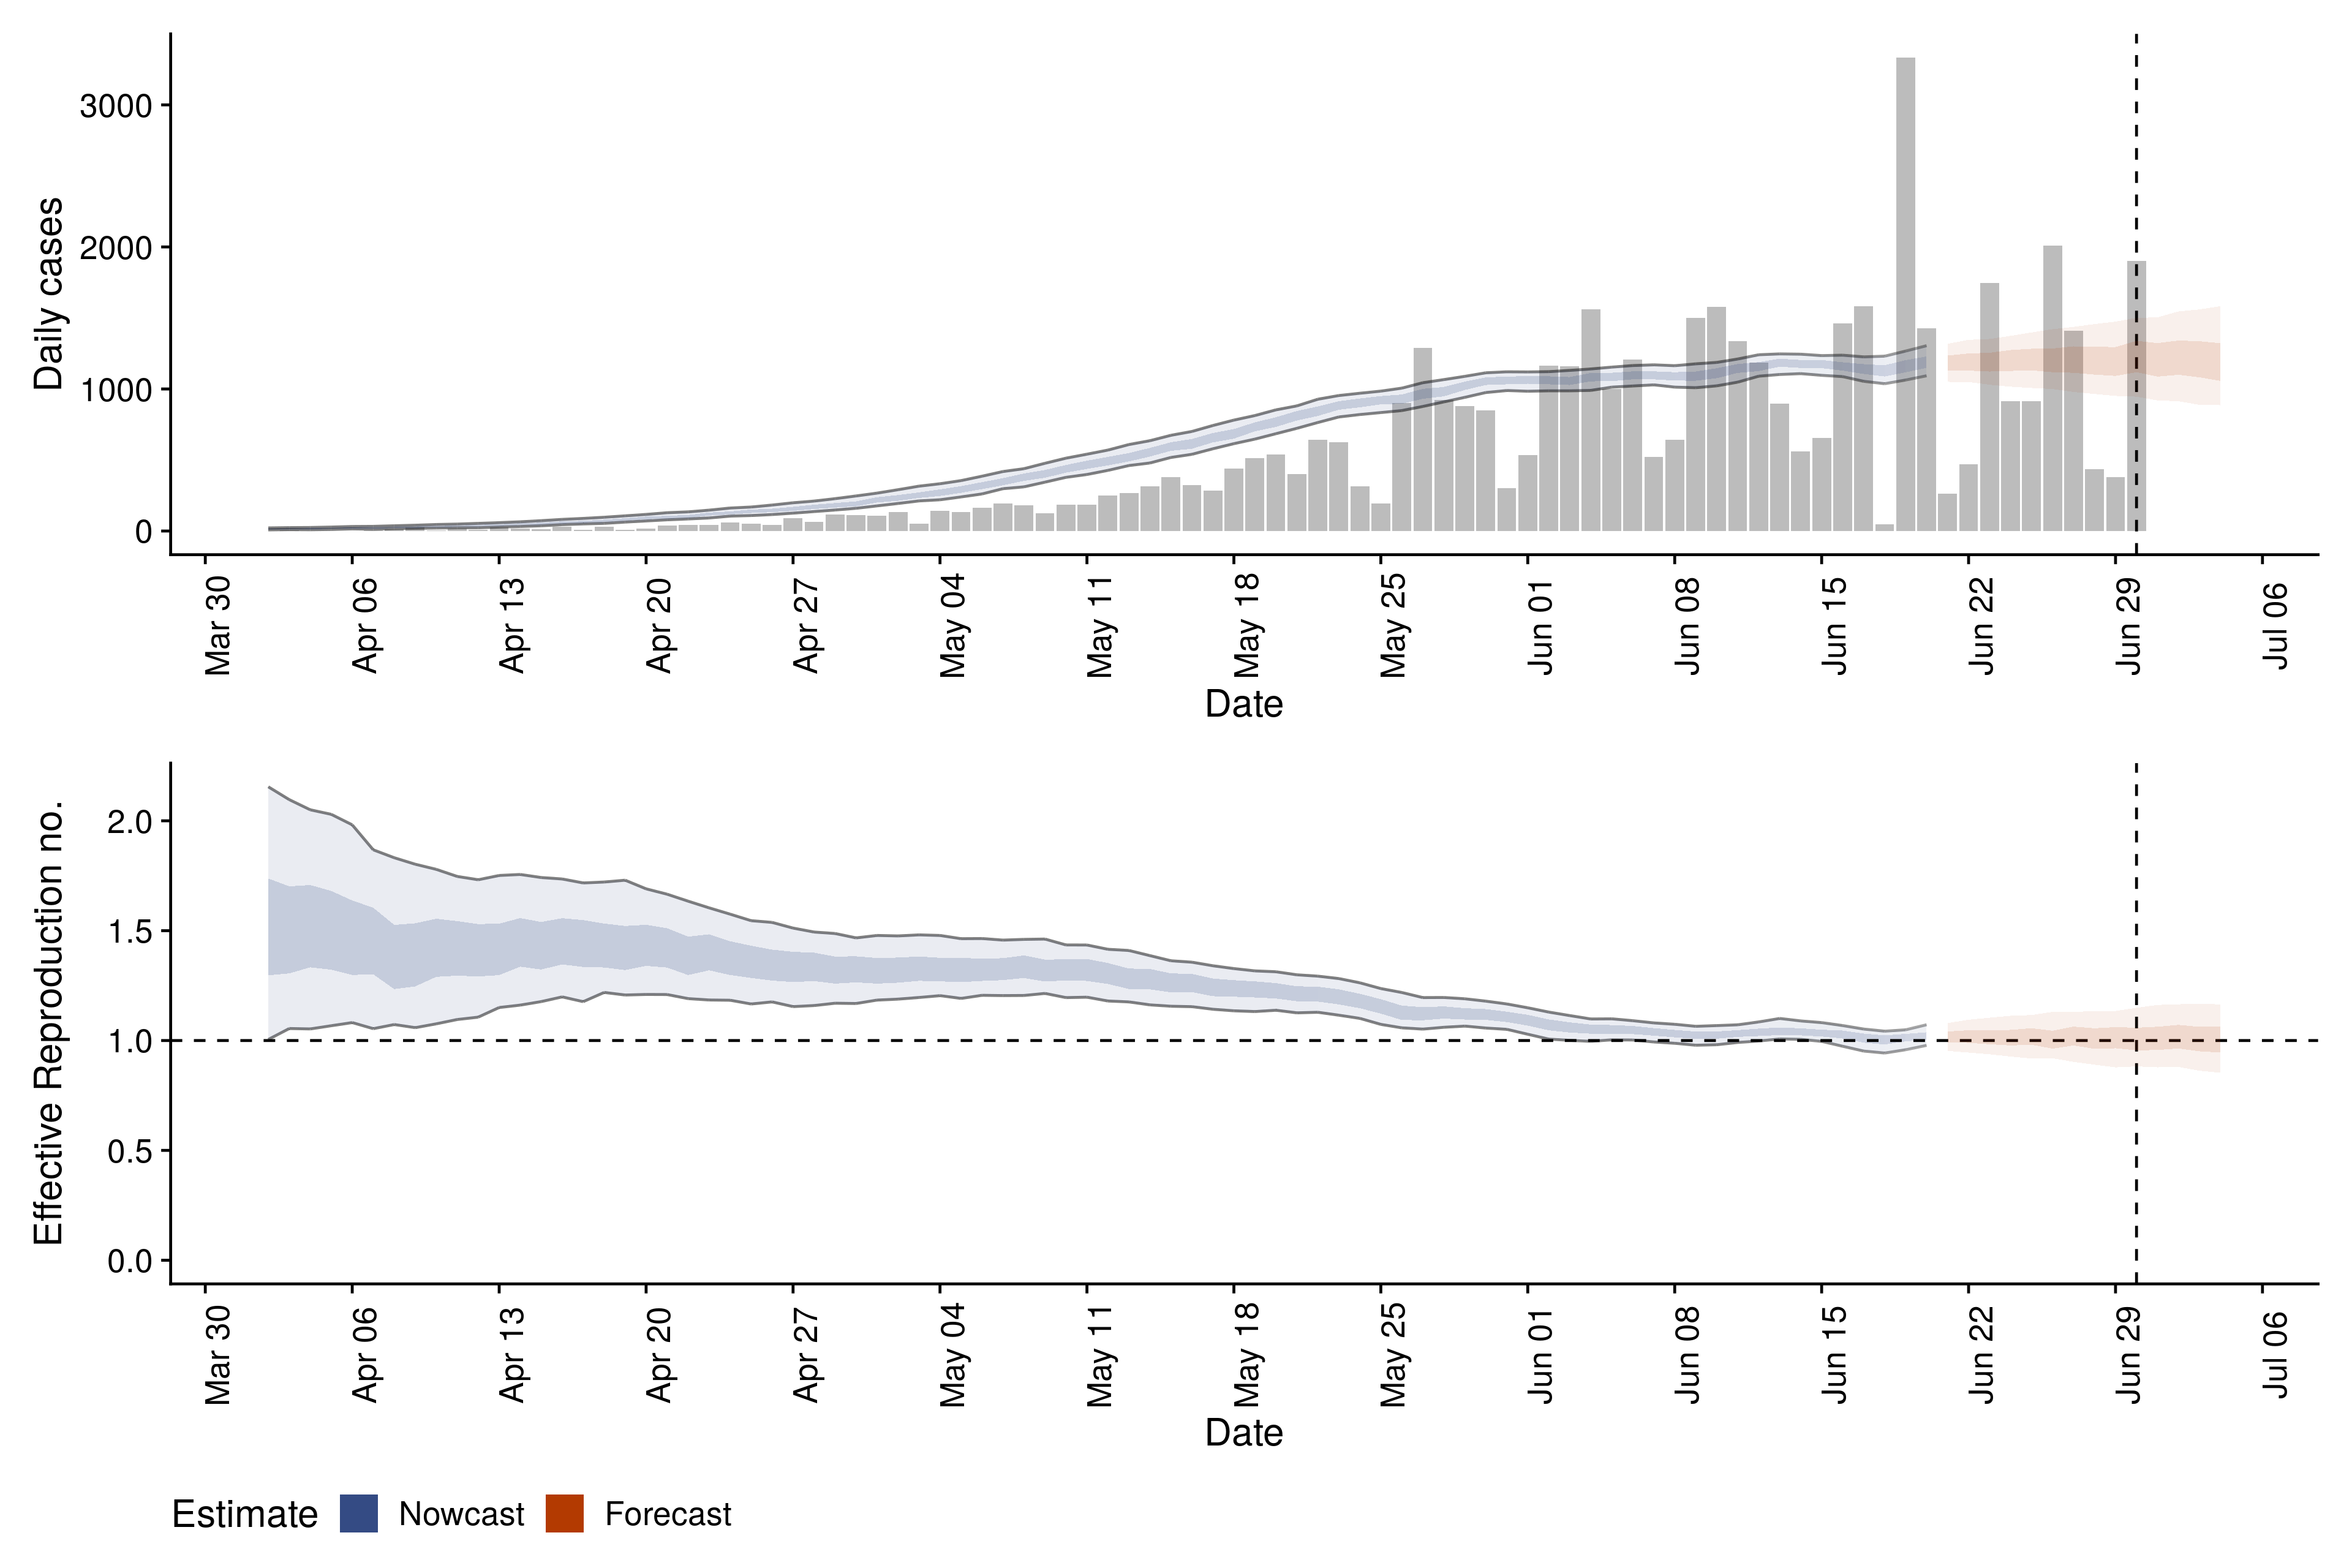 Daily cases
3000
2000
1000
0
Mar 30
Apr 06
Apr 13
Apr 20
Apr 27
May 04
May 11
May 18
May 25
Jun 01
Jun 08
Jun 15
Jun 22
Jun 29
Jul 06
Date
Effective Reproduction no.
2.0
1.5
1.0
0.5
0.0
Mar 30
Apr 06
Apr 13
Apr 20
Apr 27
May 04
May 11
May 18
May 25
Jun 01
Jun 08
Jun 15
Jun 22
Jun 29
Jul 06
Date
Estimate Nowcast Forecast